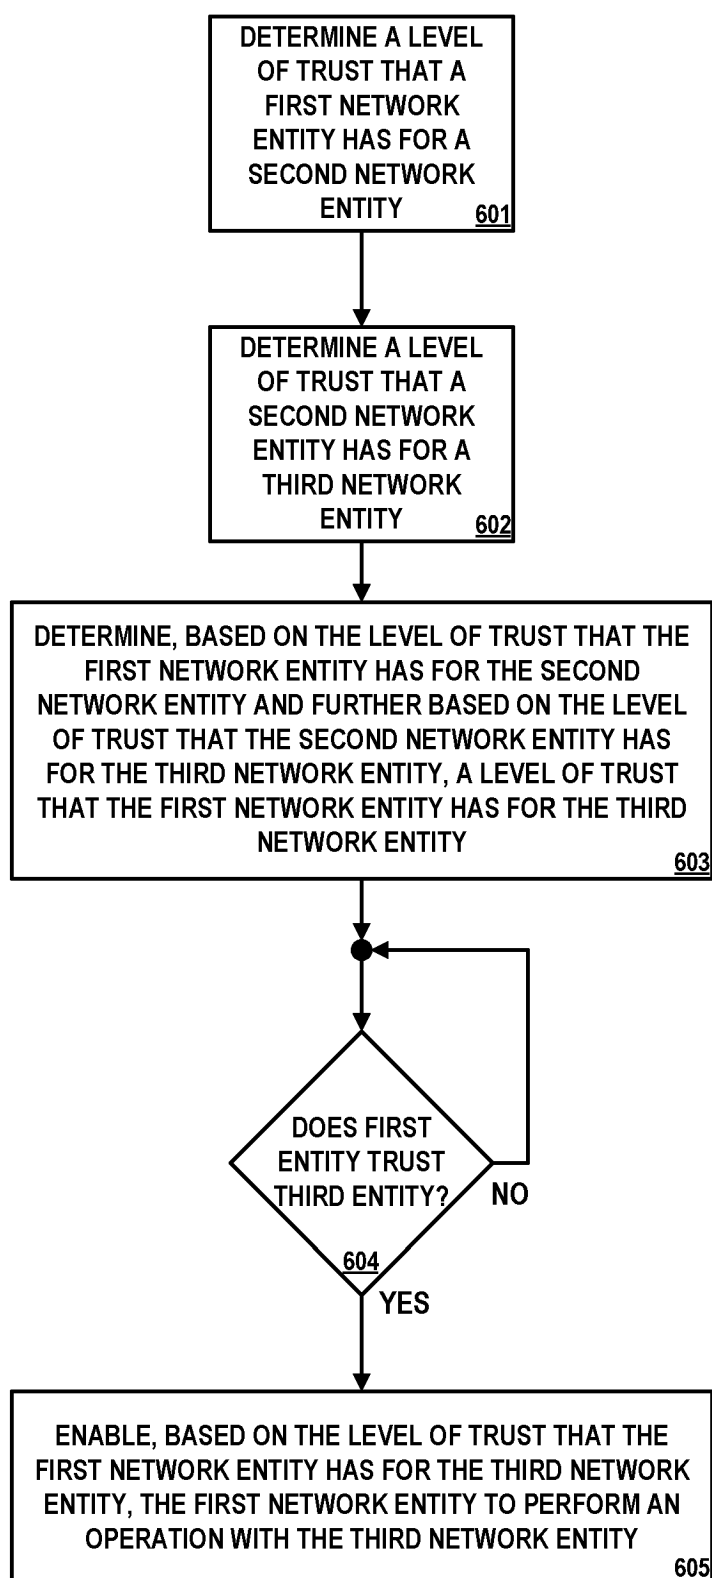 DETERMINE A LEVEL
OF TRUST THAT A
FIRST NETWORK
ENTITY HAS FOR A
SECOND NETWORK
ENTITY
601
DETERMINE A LEVEL
OF TRUST THAT A
SECOND NETWORK
ENTITY HAS FOR A
THIRD NETWORK
ENTITY
602
DETERMINE, BASED ON THE LEVEL OF TRUST THAT THE
FIRST NETWORK ENTITY HAS FOR THE SECOND
NETWORK ENTITY AND FURTHER BASED ON THE LEVEL
OF TRUST THAT THE SECOND NETWORK ENTITY HAS
FOR THE THIRD NETWORK ENTITY, A LEVEL OF TRUST
THAT THE FIRST NETWORK ENTITY HAS FOR THE THIRD
NETWORK ENTITY
603
DOES FIRST
ENTITY TRUST
THIRD ENTITY?
NO
604
YES
ENABLE, BASED ON THE LEVEL OF TRUST THAT THE
FIRST NETWORK ENTITY HAS FOR THE THIRD NETWORK
ENTITY, THE FIRST NETWORK ENTITY TO PERFORM AN
OPERATION WITH THE THIRD NETWORK ENTITY
605